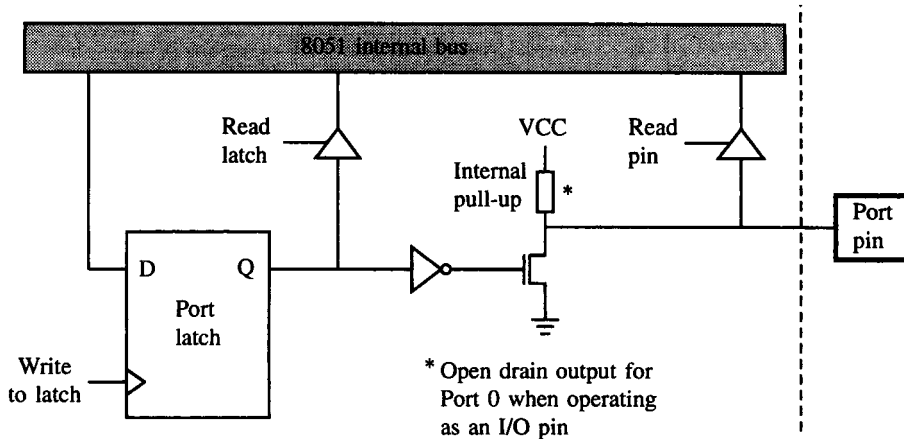 8051 internal bus
Read
latch
VCC
Read
pin
Internal
pull-up
*
Port
pin
D
Q
Port
latch
Write
to latch
* Open drain output for
Port 0 when operating
as an I/O pin